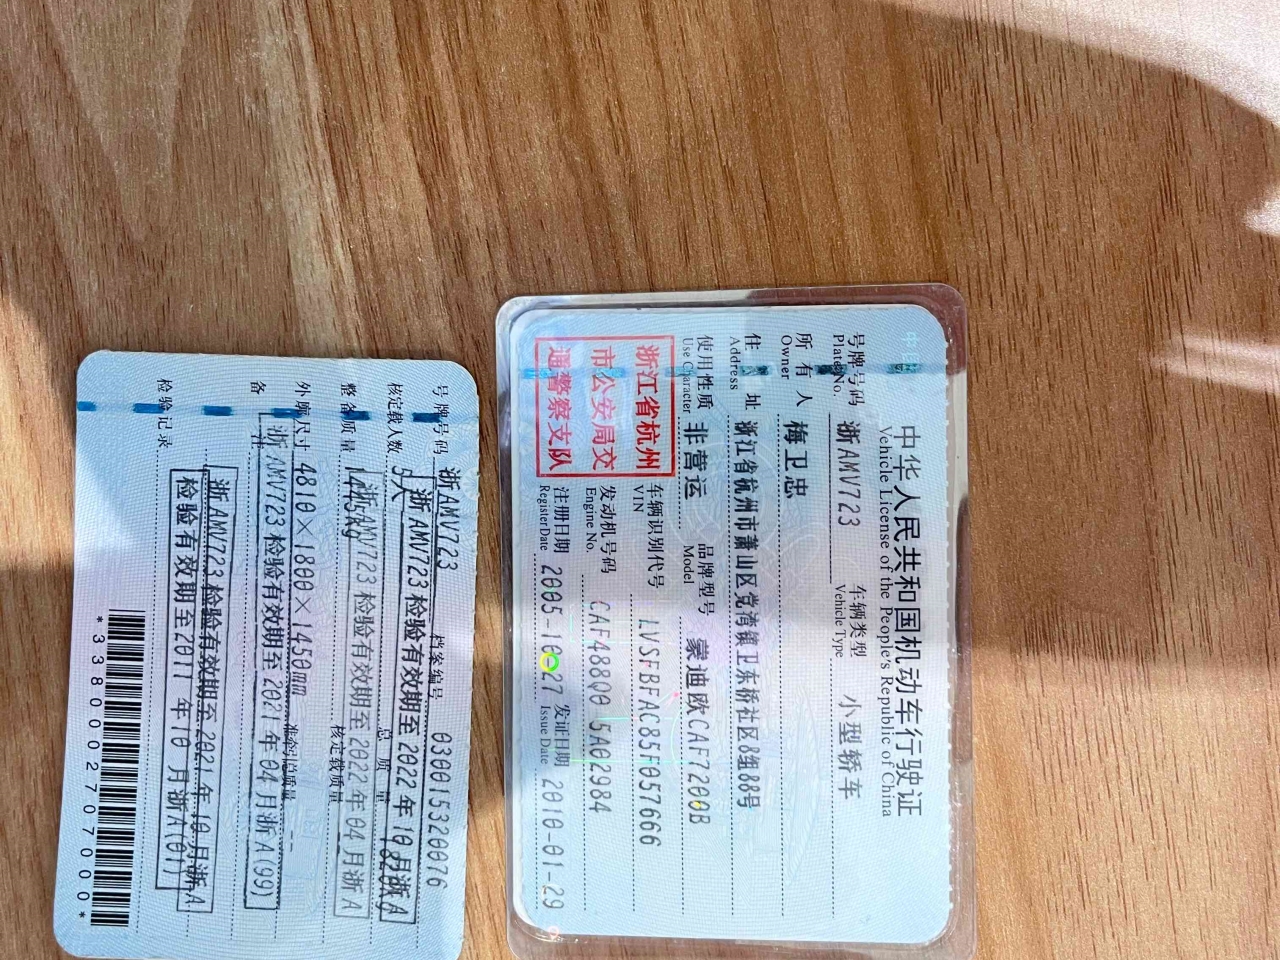 中华人民共和国机动车行驶证
Vehicle License of the People's Republic of China
号牌号码 浙AMV723 车辆类型 小型轿车
Plate No. Vehicle Type
所有人 梅卫忠
Owner
住址 浙江省杭州市萧山区党湾镇卫东桥社区8组88号
Address
使用性质 非营运 品牌型号 蒙迪欧CAF7200B
Use Character Model
浙江省杭州
市公安局交
通警察支队
车辆识别代号 LVSFBFAC85F057666
VIN
发动机号码 CAF488Q0 5A02984
Engine No.
注册日期 2005-10-27 发证日期 2010-01-29
Register Date Issue Date
号牌号码 浙AMV723 档案编号 030015320076
核定载人数 5人 总质量
浙AMV723检验有效期至2022年10月浙A
整备质量 1445kg 核定载质量
浙AMV723检验有效期至2022年04月浙A
外廓尺寸 4810×1800×1450mm 准牵引总质量 --
备注
浙AMV723检验有效期至2021年04月浙A(99)
浙AMV723检验有效期至2021年10月浙A
检验记录 检验有效期至2011年10月浙A(01)
*3380002707000*